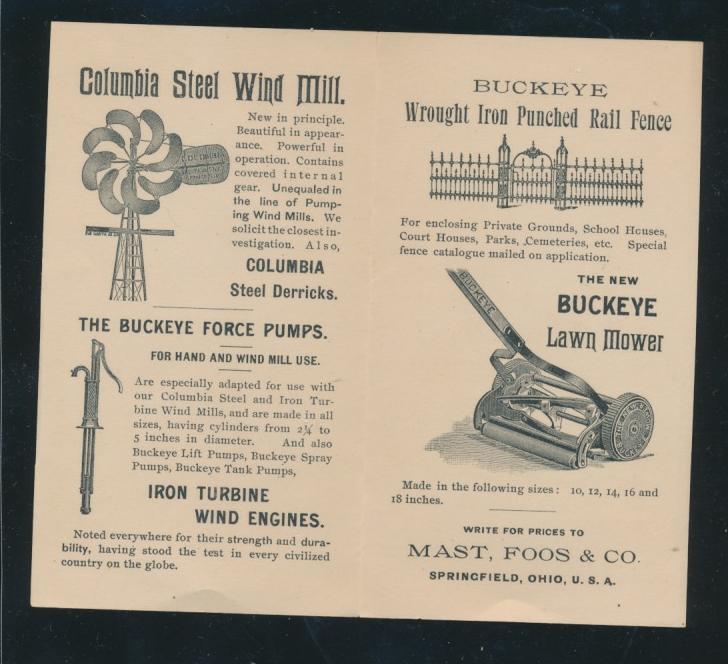 Columbia Steel Wind Mill.
New in principle.
Beautiful in appear-
ance. Powerful in
operation. Contains
covered internal
gear. Unequaled in
the line of Pump-
ing Wind Mills. We
solicit the closest in-
vestigation. Also,
COLUMBIA
COLUMBIA
Steel Derricks.
THE BUCKEYE FORCE PUMPS.
FOR HAND AND WIND MILL USE.
Are especially adapted for use with
our Columbia Steel and Iron Tur-
bine Wind Mills, and are made in all
sizes, having cylinders from 2¼ to
5 inches in diameter. And also
Buckeye Lift Pumps, Buckeye Spray
Pumps, Buckeye Tank Pumps,
IRON TURBINE
WIND ENGINES.
Noted everywhere for their strength and dura-
bility, having stood the test in every civilized
country on the globe.
BUCKEYE
Wrought Iron Punched Rail Fence
For enclosing Private Grounds, School Houses,
Court Houses, Parks, Cemeteries, etc. Special
fence catalogue mailed on application.
THE NEW
BUCKEYE
Lawn Mower
BUCKEYE
THE NEW BUCKEYE
Made in the following sizes: 10, 12, 14, 16 and
18 inches.
WRITE FOR PRICES TO
MAST, FOOS & CO.
SPRINGFIELD, OHIO, U. S. A.